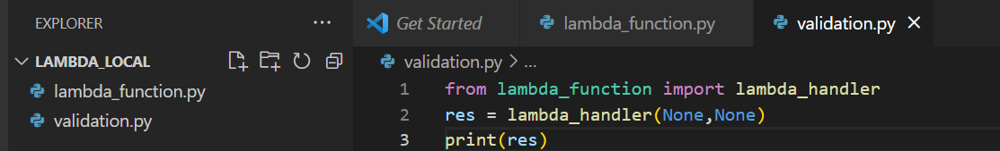 EXPLORER
...
LAMBDA_LOCAL
lambda_function.py
validation.py
Get Started
lambda_function.py
validation.py
validation.py > ...
1 from lambda_function import lambda_handler
2 res = lambda_handler(None,None)
3 print(res)